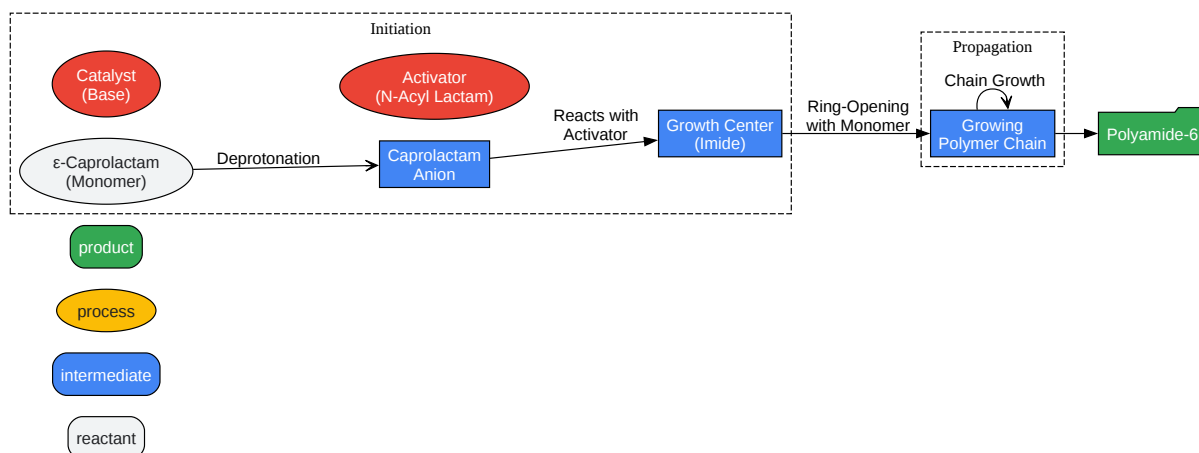 Initiation
Catalyst
(Base)
Activator
(N-Acyl Lactam)
ε-Caprolactam
(Monomer)
Deprotonation
Caprolactam
Anion
Reacts with
Activator
Growth Center
(Imide)
Ring-Opening
with Monomer
Propagation
Chain Growth
Growing
Polymer Chain
Polyamide-6
product
process
intermediate
reactant